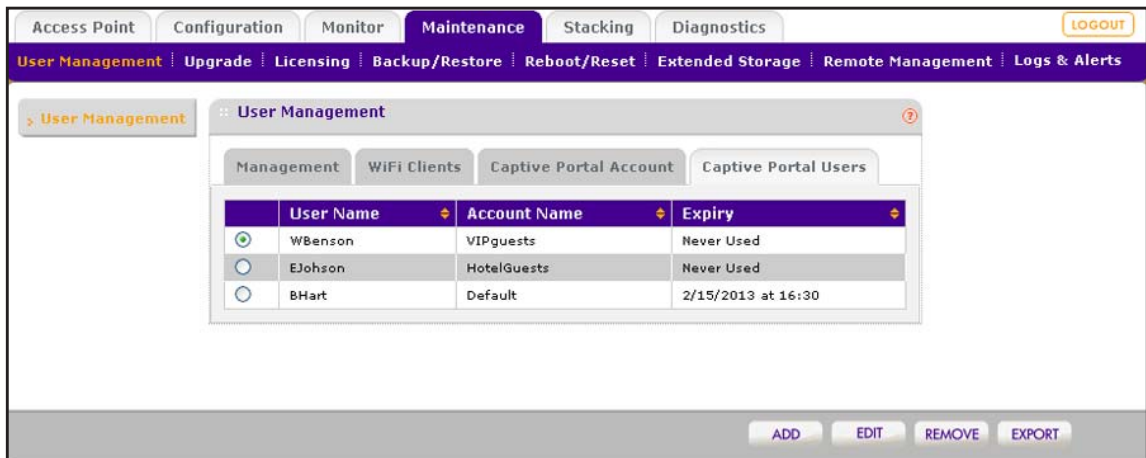 Access Point Configuration Monitor Maintenance Stacking Diagnostics LOGOUT
User Management Upgrade Licensing Backup/Restore Reboot/Reset Extended Storage Remote Management Logs & Alerts
User Management
User Management ?
Management WiFi Clients Captive Portal Account Captive Portal Users
User Name Account Name Expiry
WBenson VIPguests Never Used
EJohson HotelGuests Never Used
BHart Default 2/15/2013 at 16:30
ADD EDIT REMOVE EXPORT